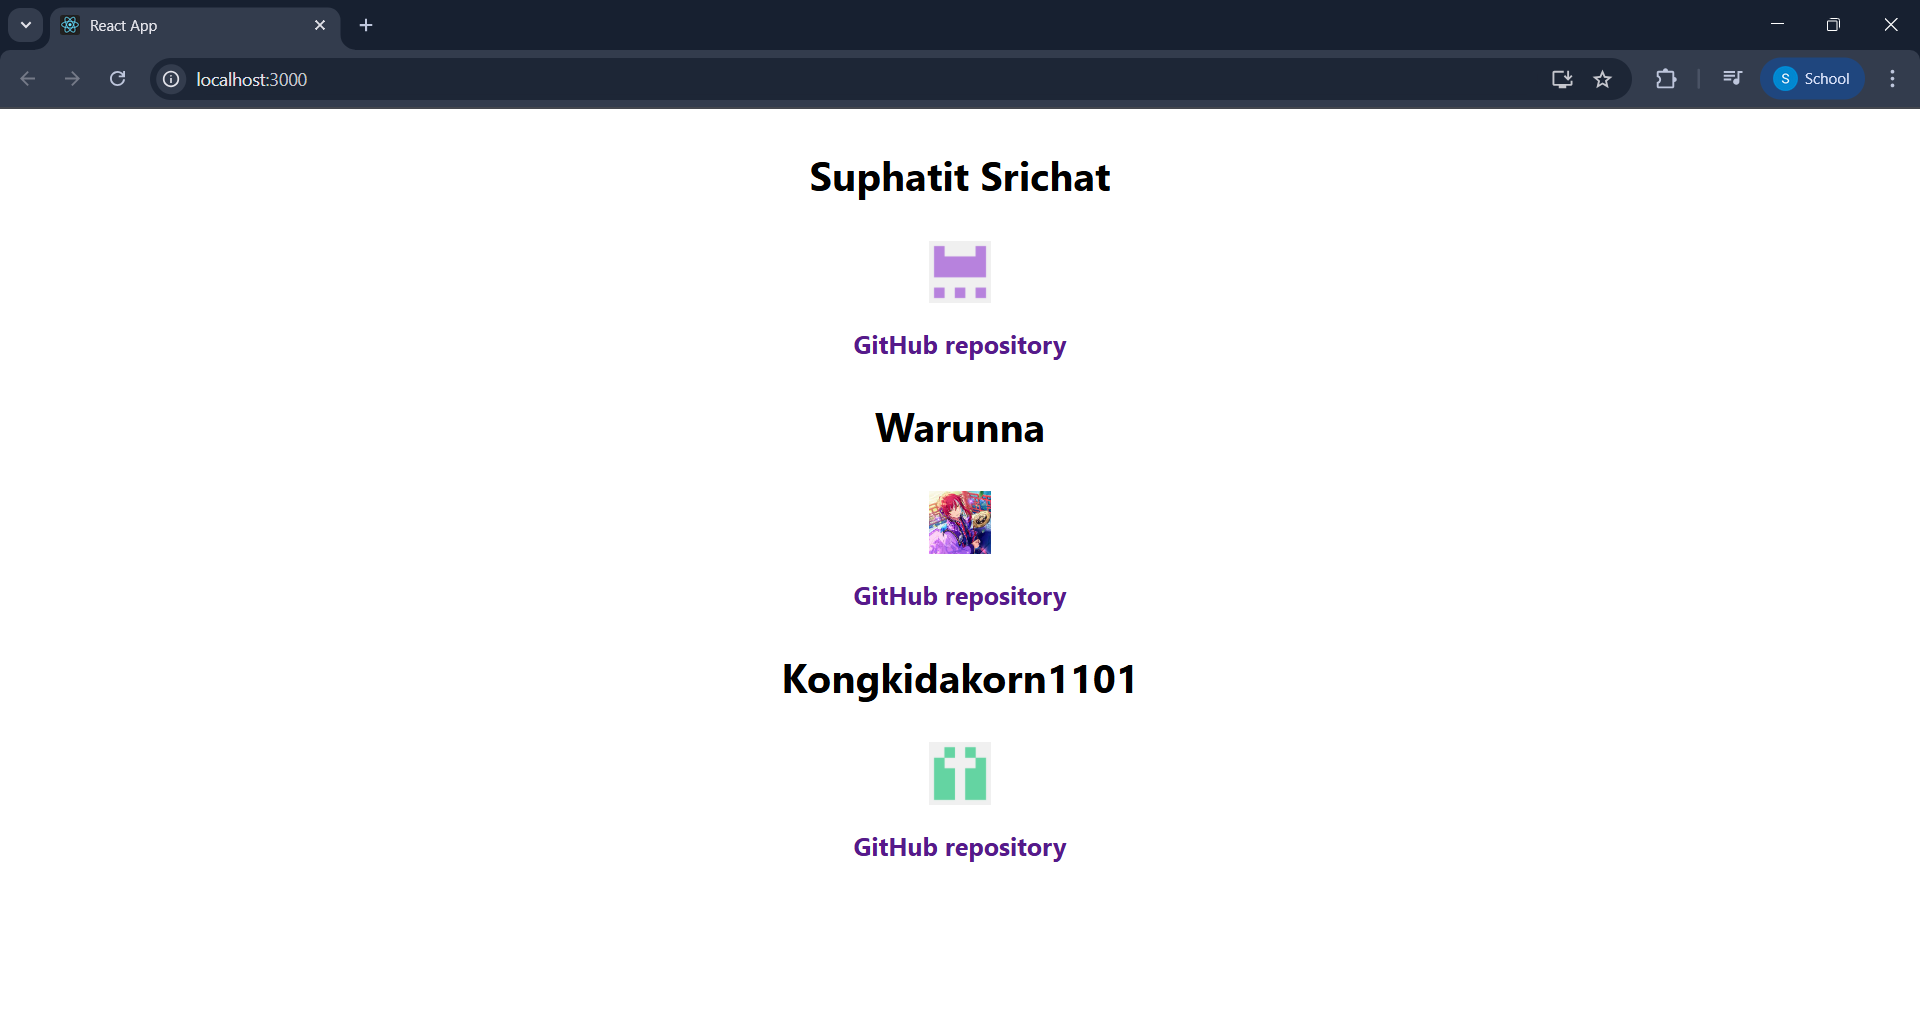 React App
localhost:3000
S School
Suphatit Srichat
GitHub repository
Warunna
GitHub repository
Kongkidakorn1101
GitHub repository